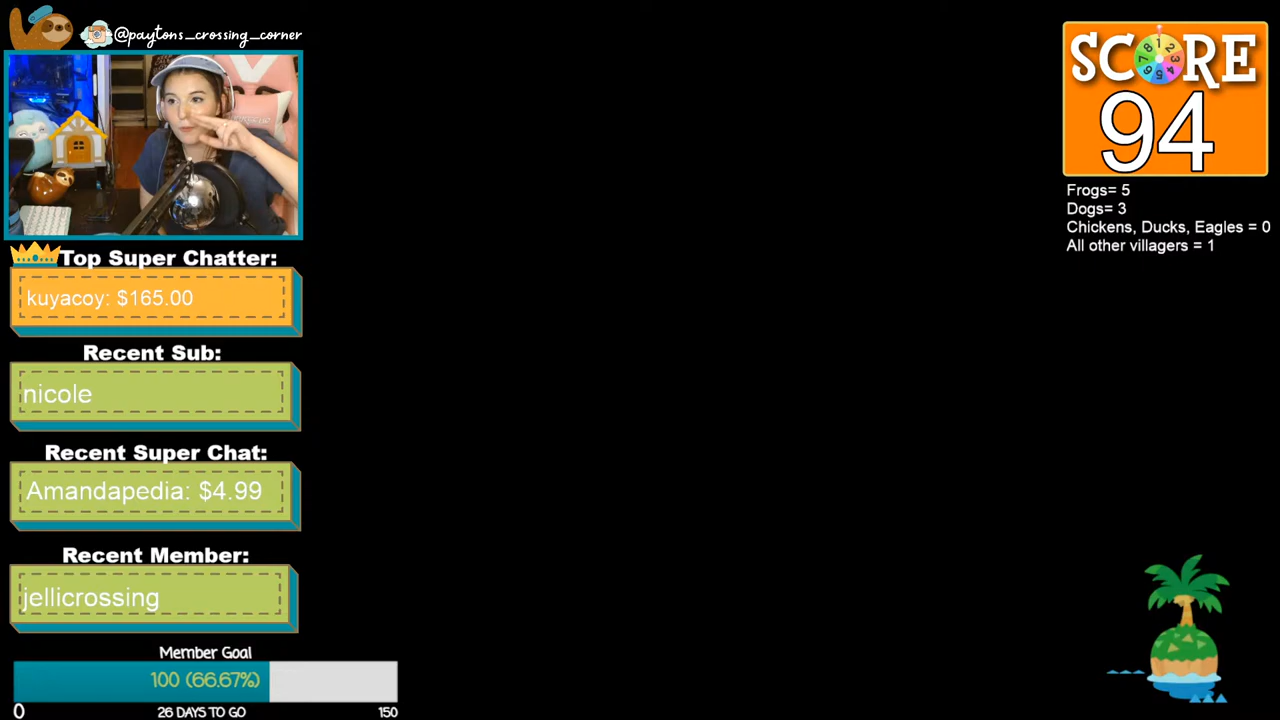 @paytons_crossing_corner
Top Super Chatter:
kuyacoy: $165.00
Recent Sub:
nicole
Recent Super Chat:
Amandapedia: $4.99
Recent Member:
jellicrossing
Member Goal
100 (66.67%)
0 26 DAYS TO GO 150
SCORE
94
Frogs= 5
Dogs= 3
Chickens, Ducks, Eagles = 0
All other villagers = 1